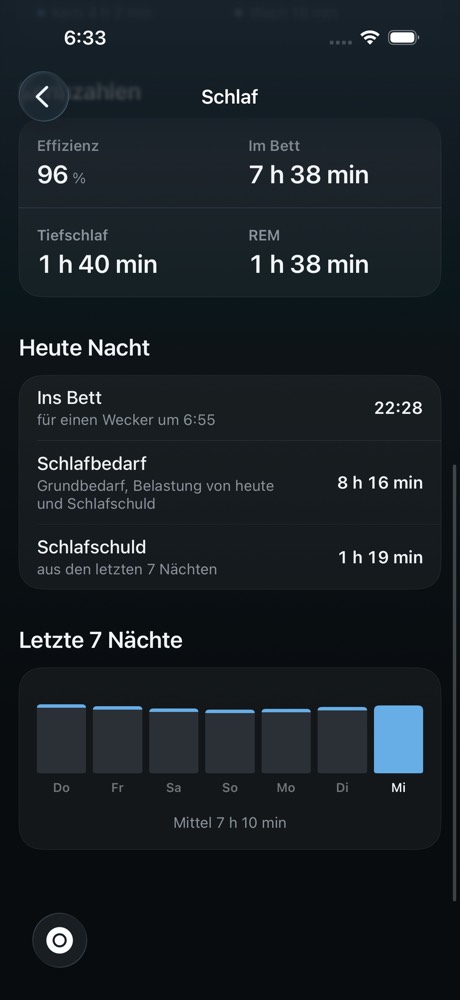 6:33
Schlaf
Effizienz
Im Bett
96 %
7 h 38 min
Tiefschlaf
REM
1 h 40 min
1 h 38 min
Heute Nacht
Ins Bett
für einen Wecker um 6:55
22:28
Schlafbedarf
Grundbedarf, Belastung von heute
und Schlafschuld
8 h 16 min
Schlafschuld
aus den letzten 7 Nächten
1 h 19 min
Letzte 7 Nächte
Do Fr Sa So Mo Di Mi
Mittel 7 h 10 min